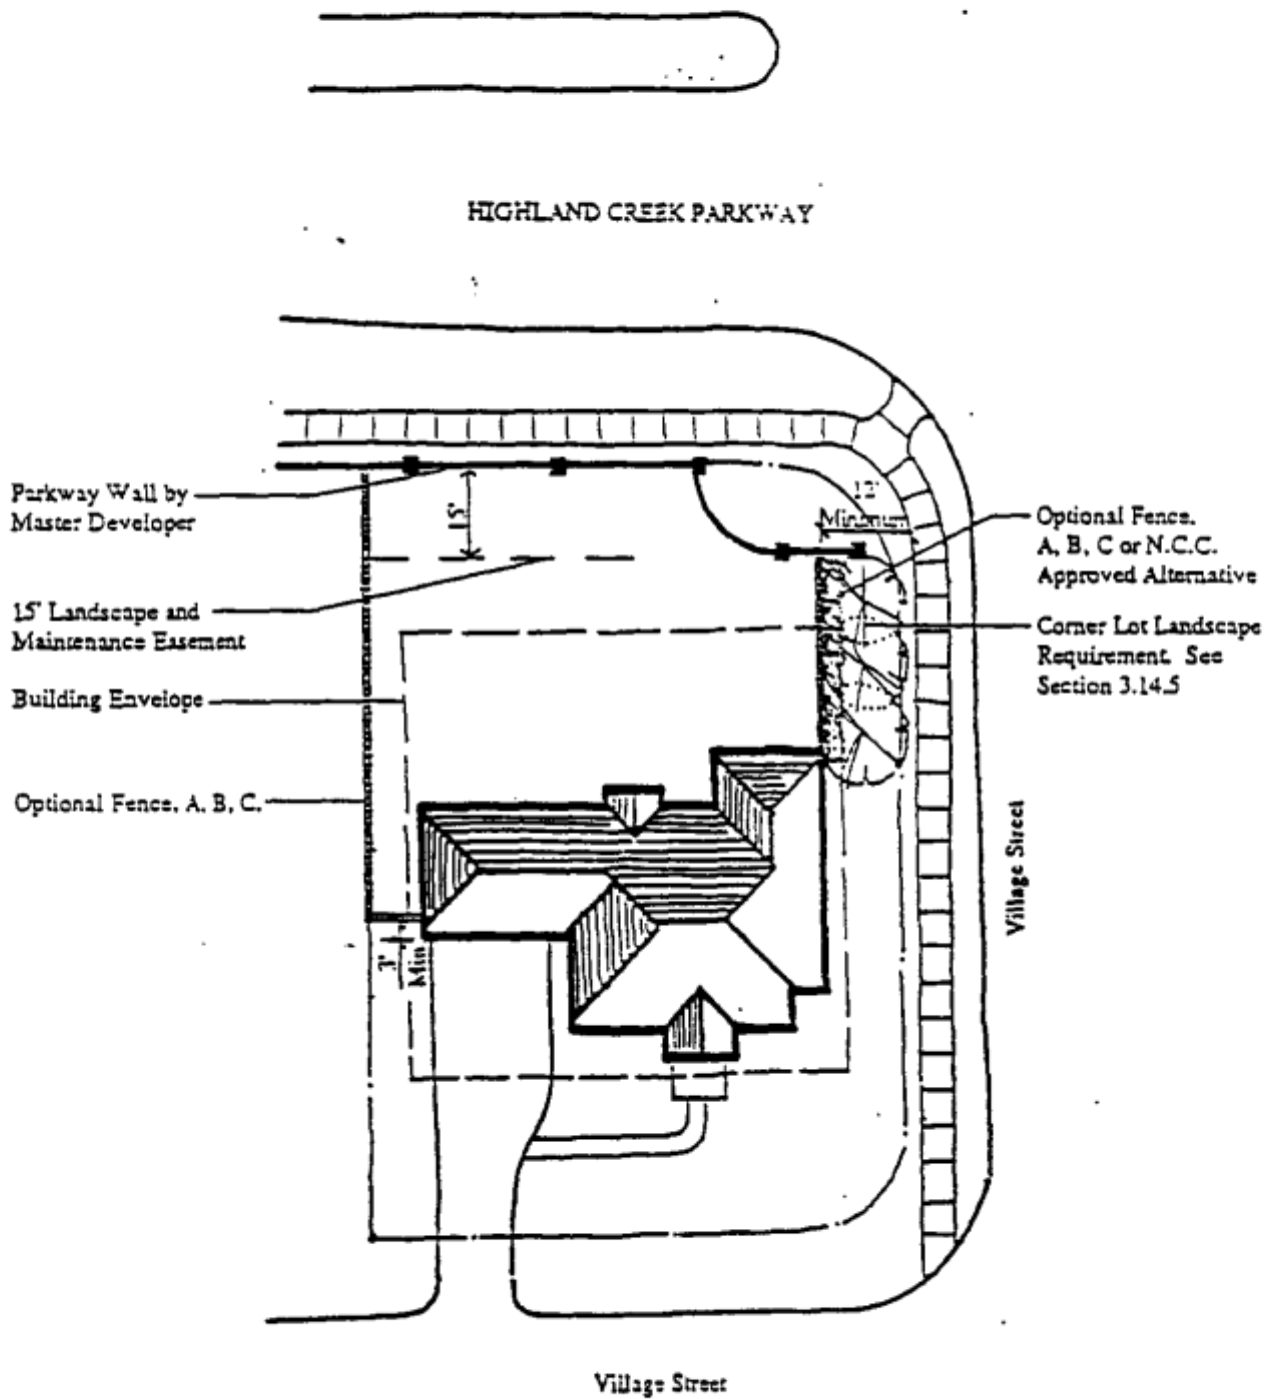 HIGHLAND CREEK PARKWAY
Parkway Wall by
Master Developer
15'
12'
Minimum
Optional Fence,
A, B, C or N.C.C.
Approved Alternative
15' Landscape and
Maintenance Easement
Corner Lot Landscape
Requirement. See
Section 3.14.5
Building Envelope
Optional Fence, A. B, C.
3'
Min
Village Street
Village Street